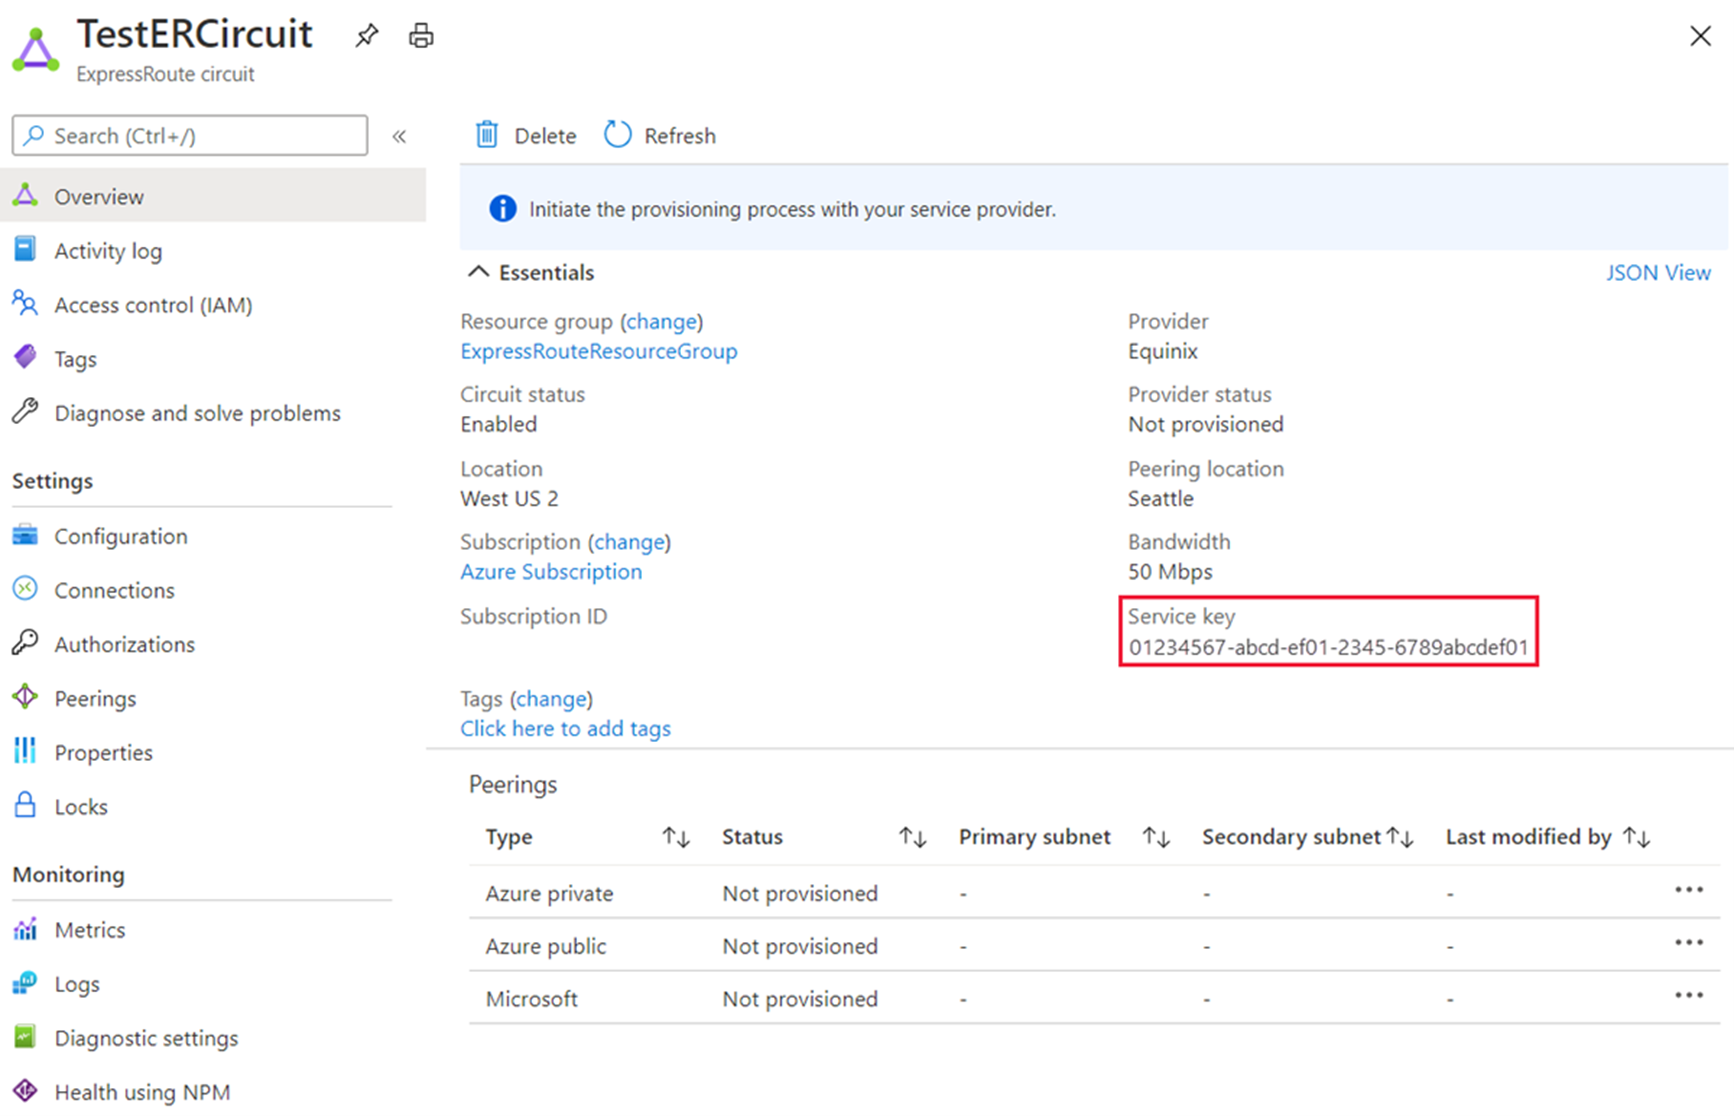 TestERCircuit
ExpressRoute circuit
Search (Ctrl+/)
«
Overview
Activity log
Access control (IAM)
Tags
Diagnose and solve problems
Settings
Configuration
Connections
Authorizations
Peerings
Properties
Locks
Monitoring
Metrics
Logs
Diagnostic settings
Health using NPM
Delete Refresh
Initiate the provisioning process with your service provider.
Essentials JSON View
Resource group (change)
ExpressRouteResourceGroup
Circuit status
Enabled
Location
West US 2
Subscription (change)
Azure Subscription
Subscription ID
Provider
Equinix
Provider status
Not provisioned
Peering location
Seattle
Bandwidth
50 Mbps
Service key
01234567-abcd-ef01-2345-6789abcdef01
Tags (change)
Click here to add tags
Peerings
Type ↑↓ Status ↑↓ Primary subnet ↑↓ Secondary subnet ↑↓ Last modified by ↑↓
Azure private Not provisioned - - - •••
Azure public Not provisioned - - - •••
Microsoft Not provisioned - - - •••